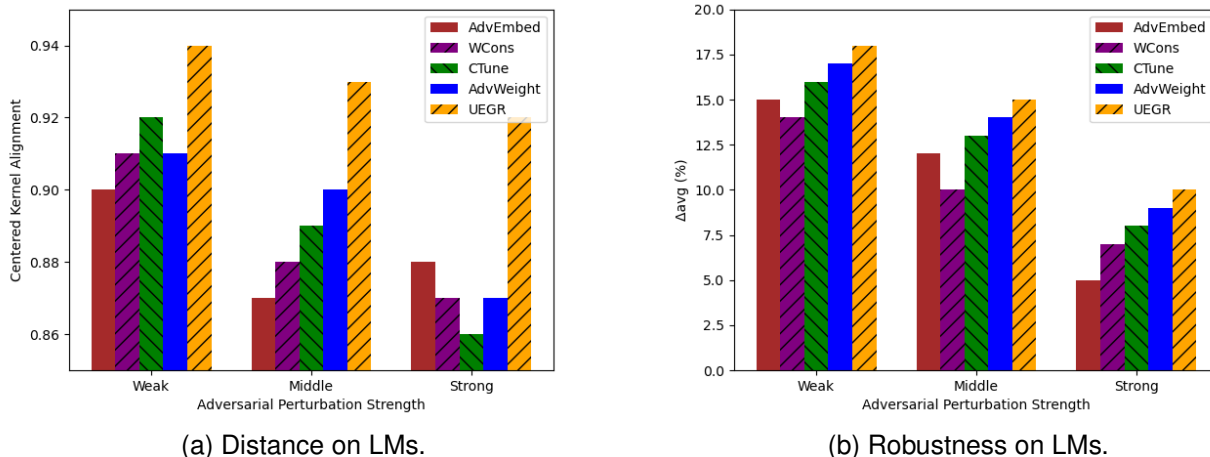 0.94
0.92
0.90
0.88
0.86
Centered Kernel Alignment
AdvEmbed
WCons
CTune
AdvWeight
UEGR
Weak
Middle
Strong
Adversarial Perturbation Strength
(a) Distance on LMs.
20.0
17.5
15.0
12.5
10.0
7.5
5.0
2.5
0.0
Δavg (%)
AdvEmbed
WCons
CTune
AdvWeight
UEGR
Weak
Middle
Strong
Adversarial Perturbation Strength
(b) Robustness on LMs.